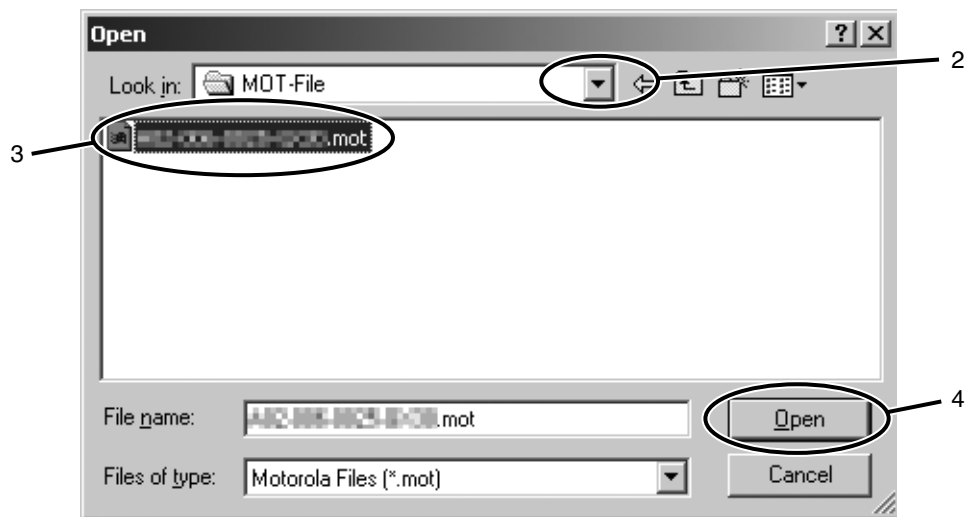 Open
2
Look in: MOT-File
3
.mot
File name: .mot
4
Open
Files of type: Motorola Files (*.mot)
Cancel